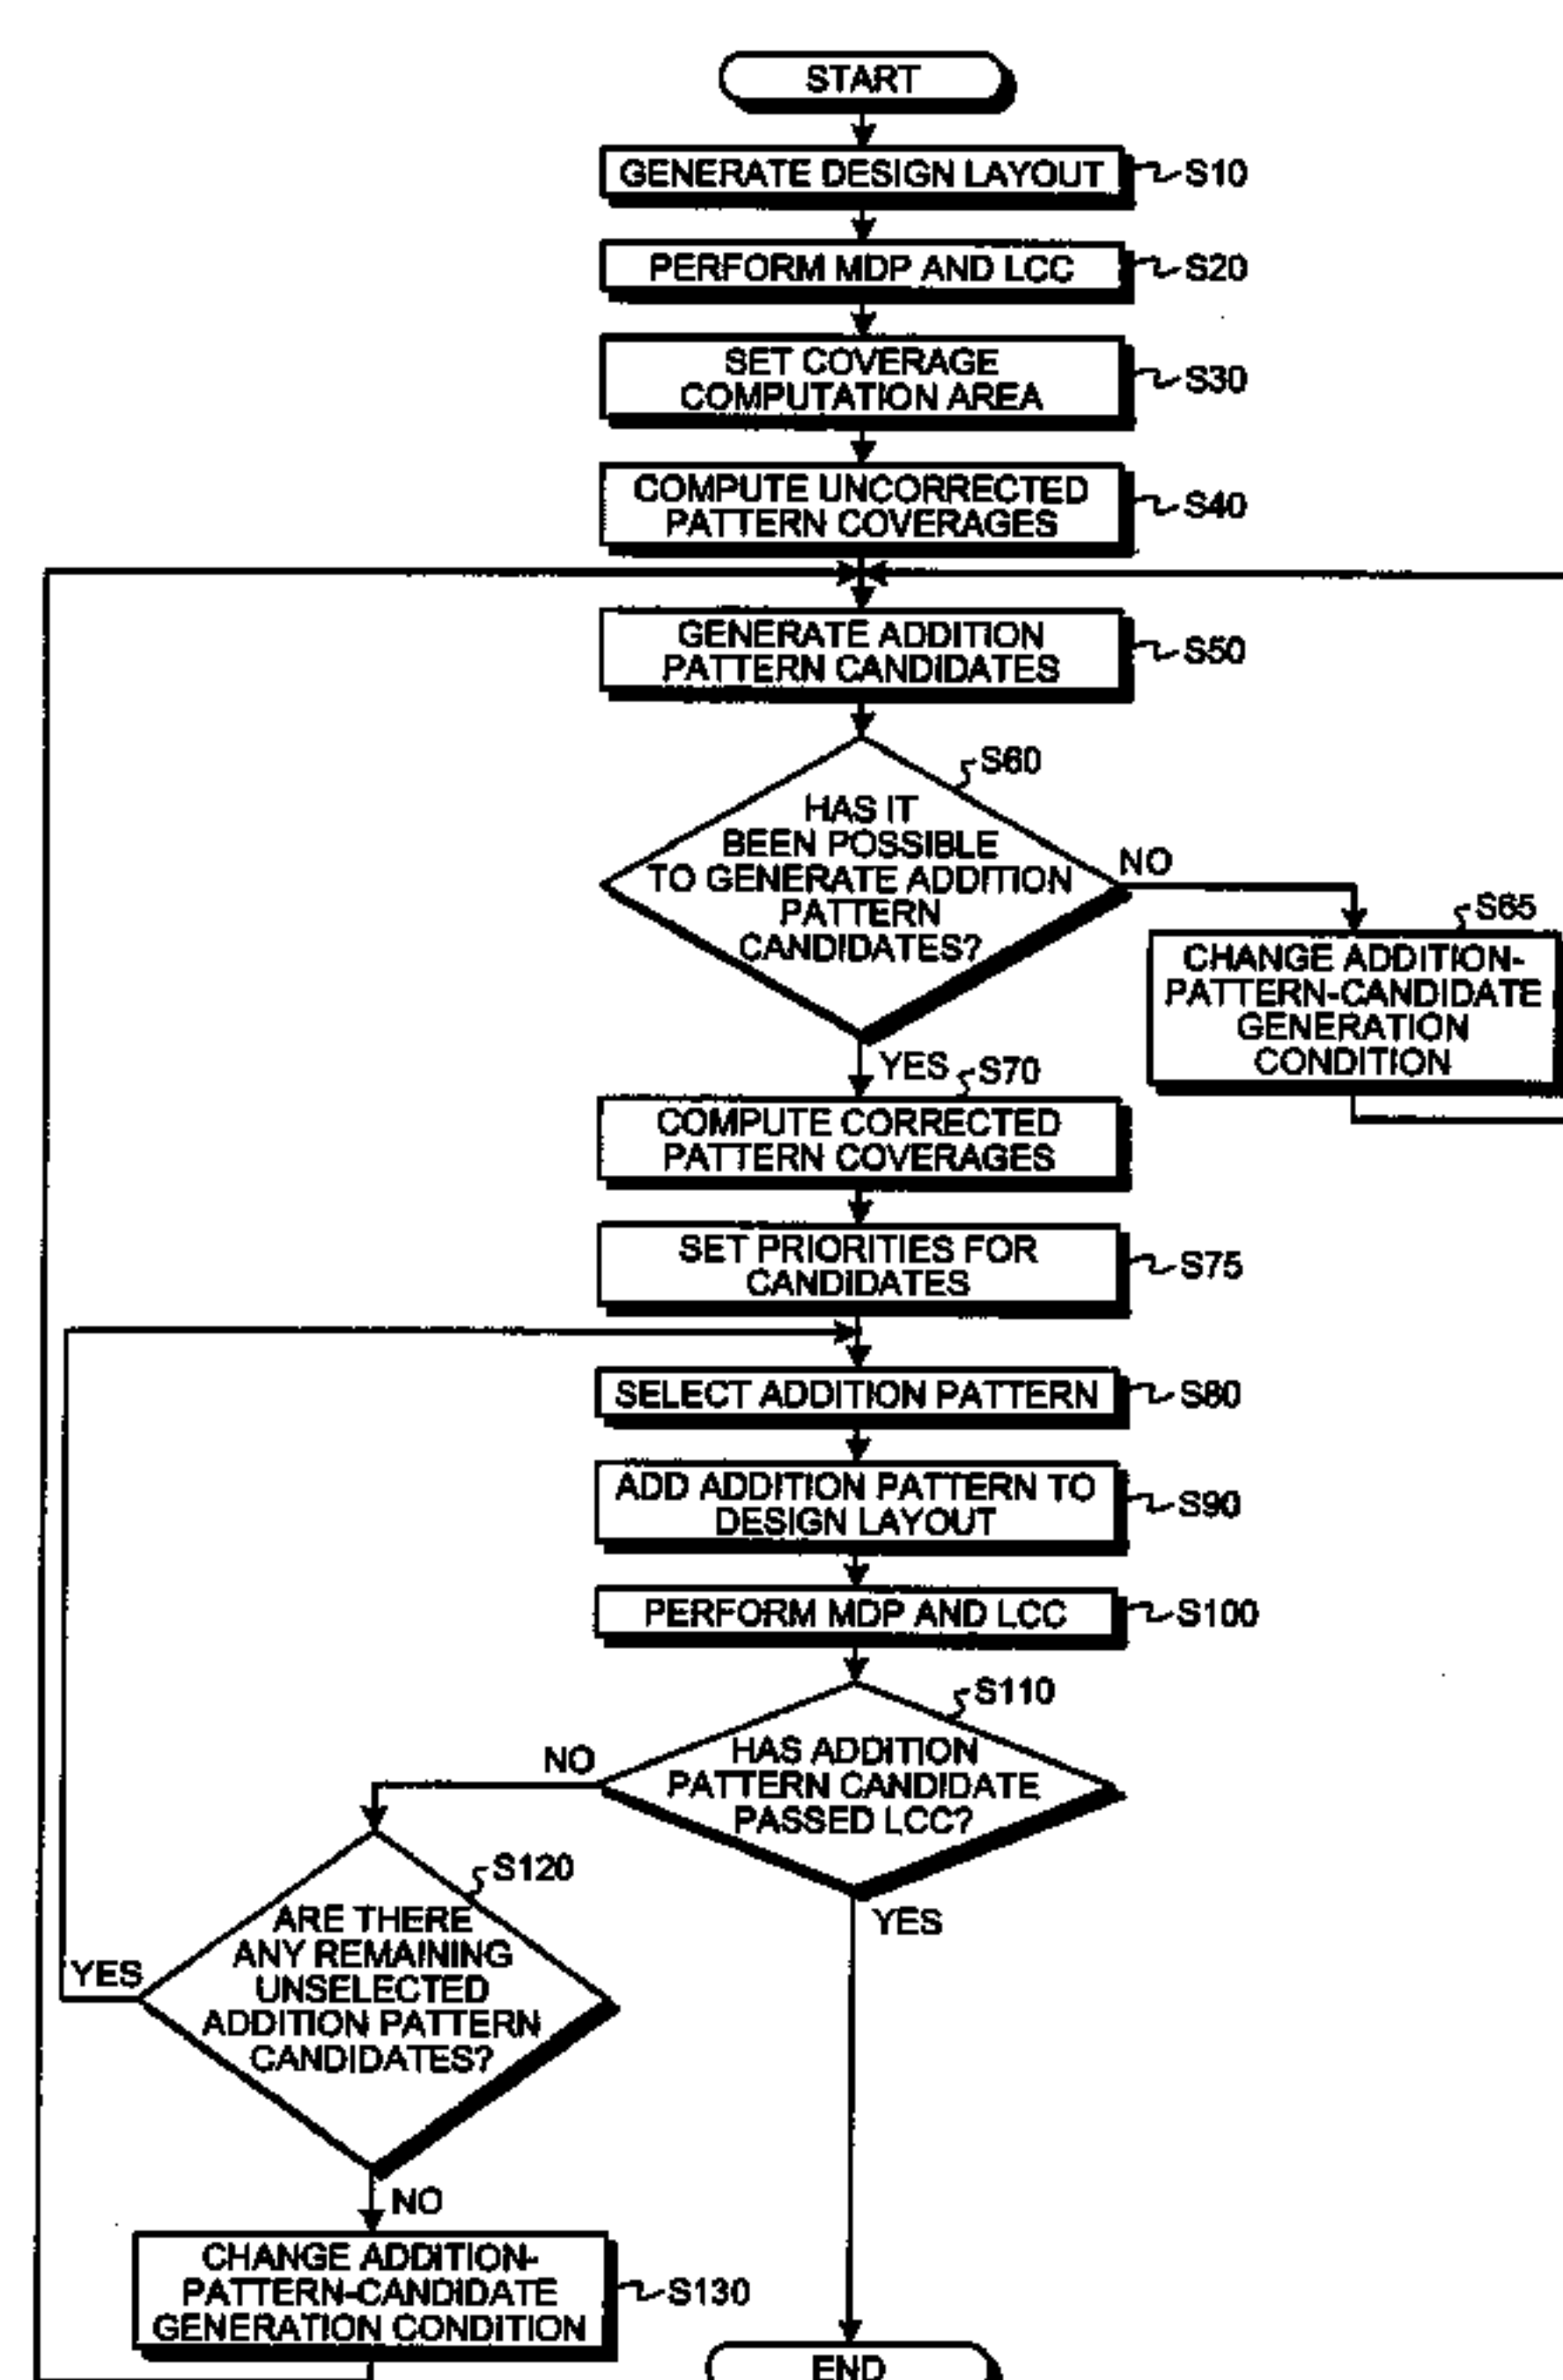 START
GENERATE DESIGN LAYOUT
S10
PERFORM MDP AND LCC
S20
SET COVERAGE
COMPUTATION AREA
S30
COMPUTE UNCORRECTED
PATTERN COVERAGES
S40
GENERATE ADDITION
PATTERN CANDIDATES
S50
S60
HAS IT
BEEN POSSIBLE
TO GENERATE ADDITION
PATTERN
CANDIDATES?
NO
S65
CHANGE ADDITION-
PATTERN-CANDIDATE
GENERATION
CONDITION
YES
S70
COMPUTE CORRECTED
PATTERN COVERAGES
SET PRIORITIES FOR
CANDIDATES
S75
SELECT ADDITION PATTERN
S80
ADD ADDITION PATTERN TO
DESIGN LAYOUT
S90
PERFORM MDP AND LCC
S100
S110
HAS ADDITION
PATTERN CANDIDATE
PASSED LCC?
NO
YES
S120
ARE THERE
ANY REMAINING
UNSELECTED
ADDITION PATTERN
CANDIDATES?
YES
NO
CHANGE ADDITION-
PATTERN-CANDIDATE
GENERATION CONDITION
S130
END